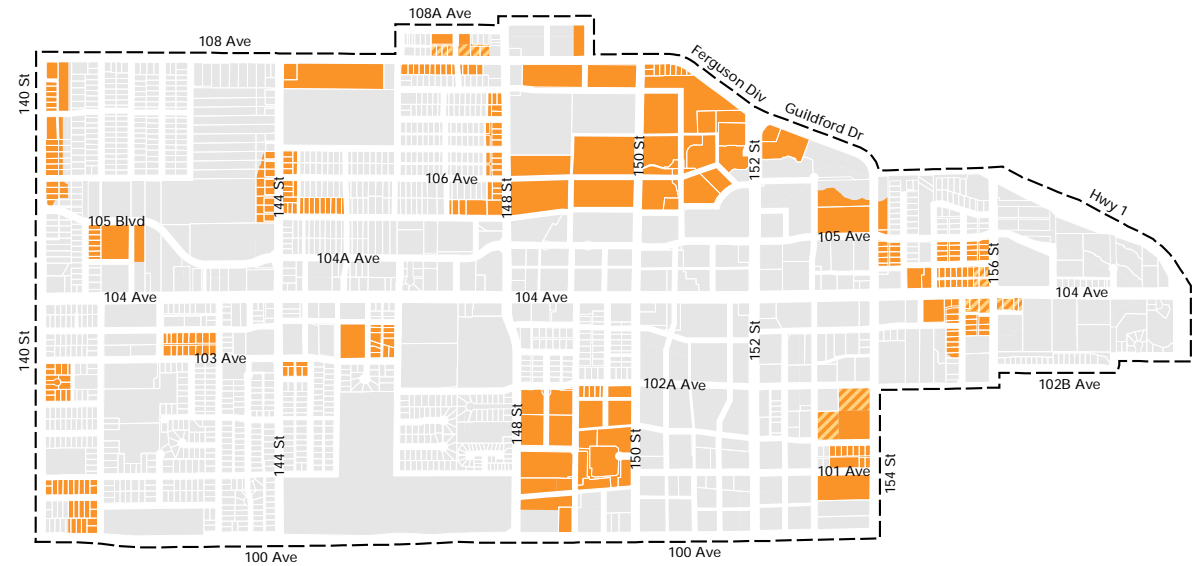 108A Ave
108 Ave
Ferguson Div
140 St
Guildford Dr
150 St
152 St
106 Ave
144 St
148 St
Hwy 1
105 Blvd
105 Ave
104A Ave
156 St
104 Ave
104 Ave
104 Ave
140 St
152 St
103 Ave
102A Ave
102B Ave
148 St
150 St
144 St
101 Ave
154 St
100 Ave
100 Ave